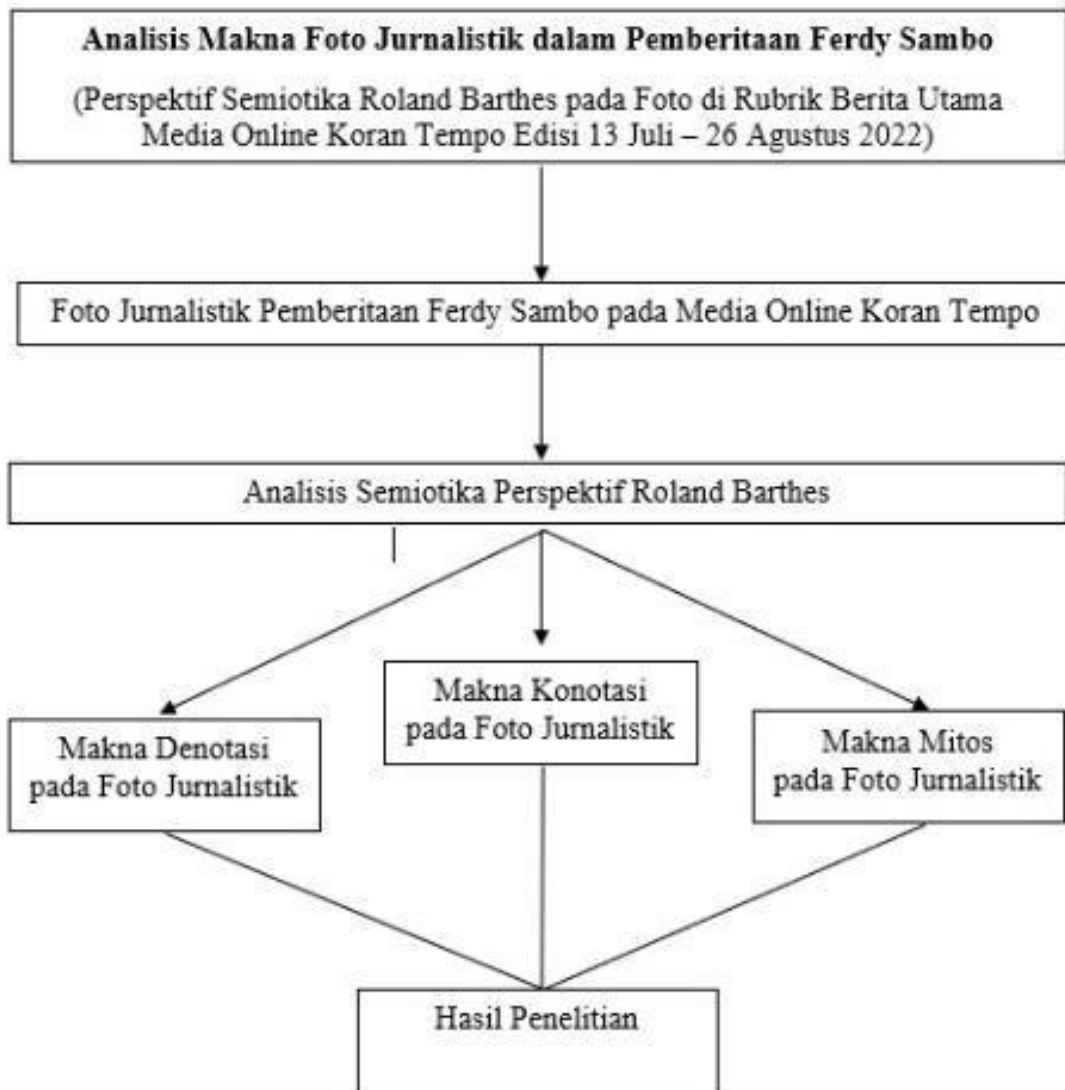 Analisis Makna Foto Jurnalistik dalam Pemberitaan Ferdy Sambo
(Perspektif Semiotika Roland Barthes pada Foto di Rubrik Berita Utama
Media Online Koran Tempo Edisi 13 Juli – 26 Agustus 2022)
Foto Jurnalistik Pemberitaan Ferdy Sambo pada Media Online Koran Tempo
Analisis Semiotika Perspektif Roland Barthes
Makna Denotasi
pada Foto Jurnalistik
Makna Konotasi
pada Foto Jurnalistik
Makna Mitos
pada Foto Jurnalistik
Hasil Penelitian